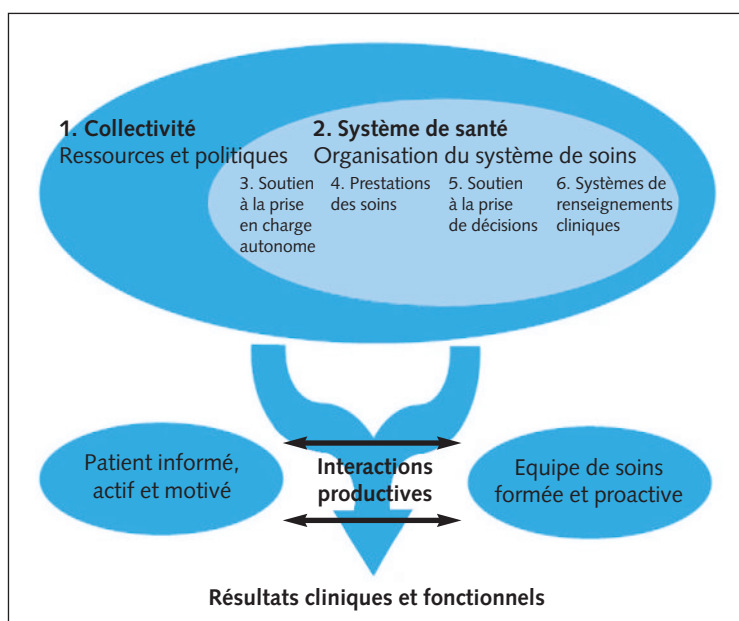 1. Collectivité
Ressources et politiques
2. Système de santé
Organisation du système de soins
3. Soutien
à la prise
en charge
autonome
4. Prestations
des soins
5. Soutien
à la prise
de décisions
6. Systèmes de
renseignements
cliniques
Patient informé,
actif et motivé
Interactions
productives
Equipe de soins
formée et proactive
Résultats cliniques et fonctionnels